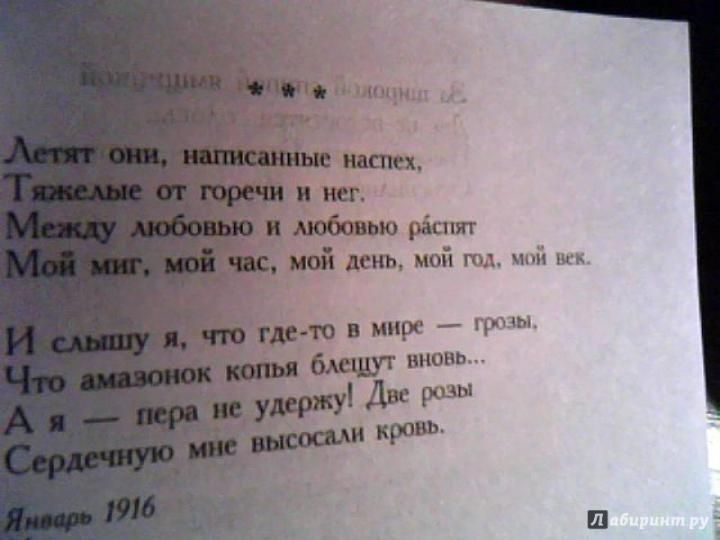 * * *
Летят они, написанные наспех,
Тяжелые от горечи и нег.
Между любовью и любовью ра́спят
Мой миг, мой час, мой день, мой год, мой век.
И слышу я, что где-то в мире — грозы,
Что амазонок копья блещут вновь...
А я — пера не удержу! Две розы
Сердечную мне высосали кровь.
Январь 1916
Лабиринт.ру